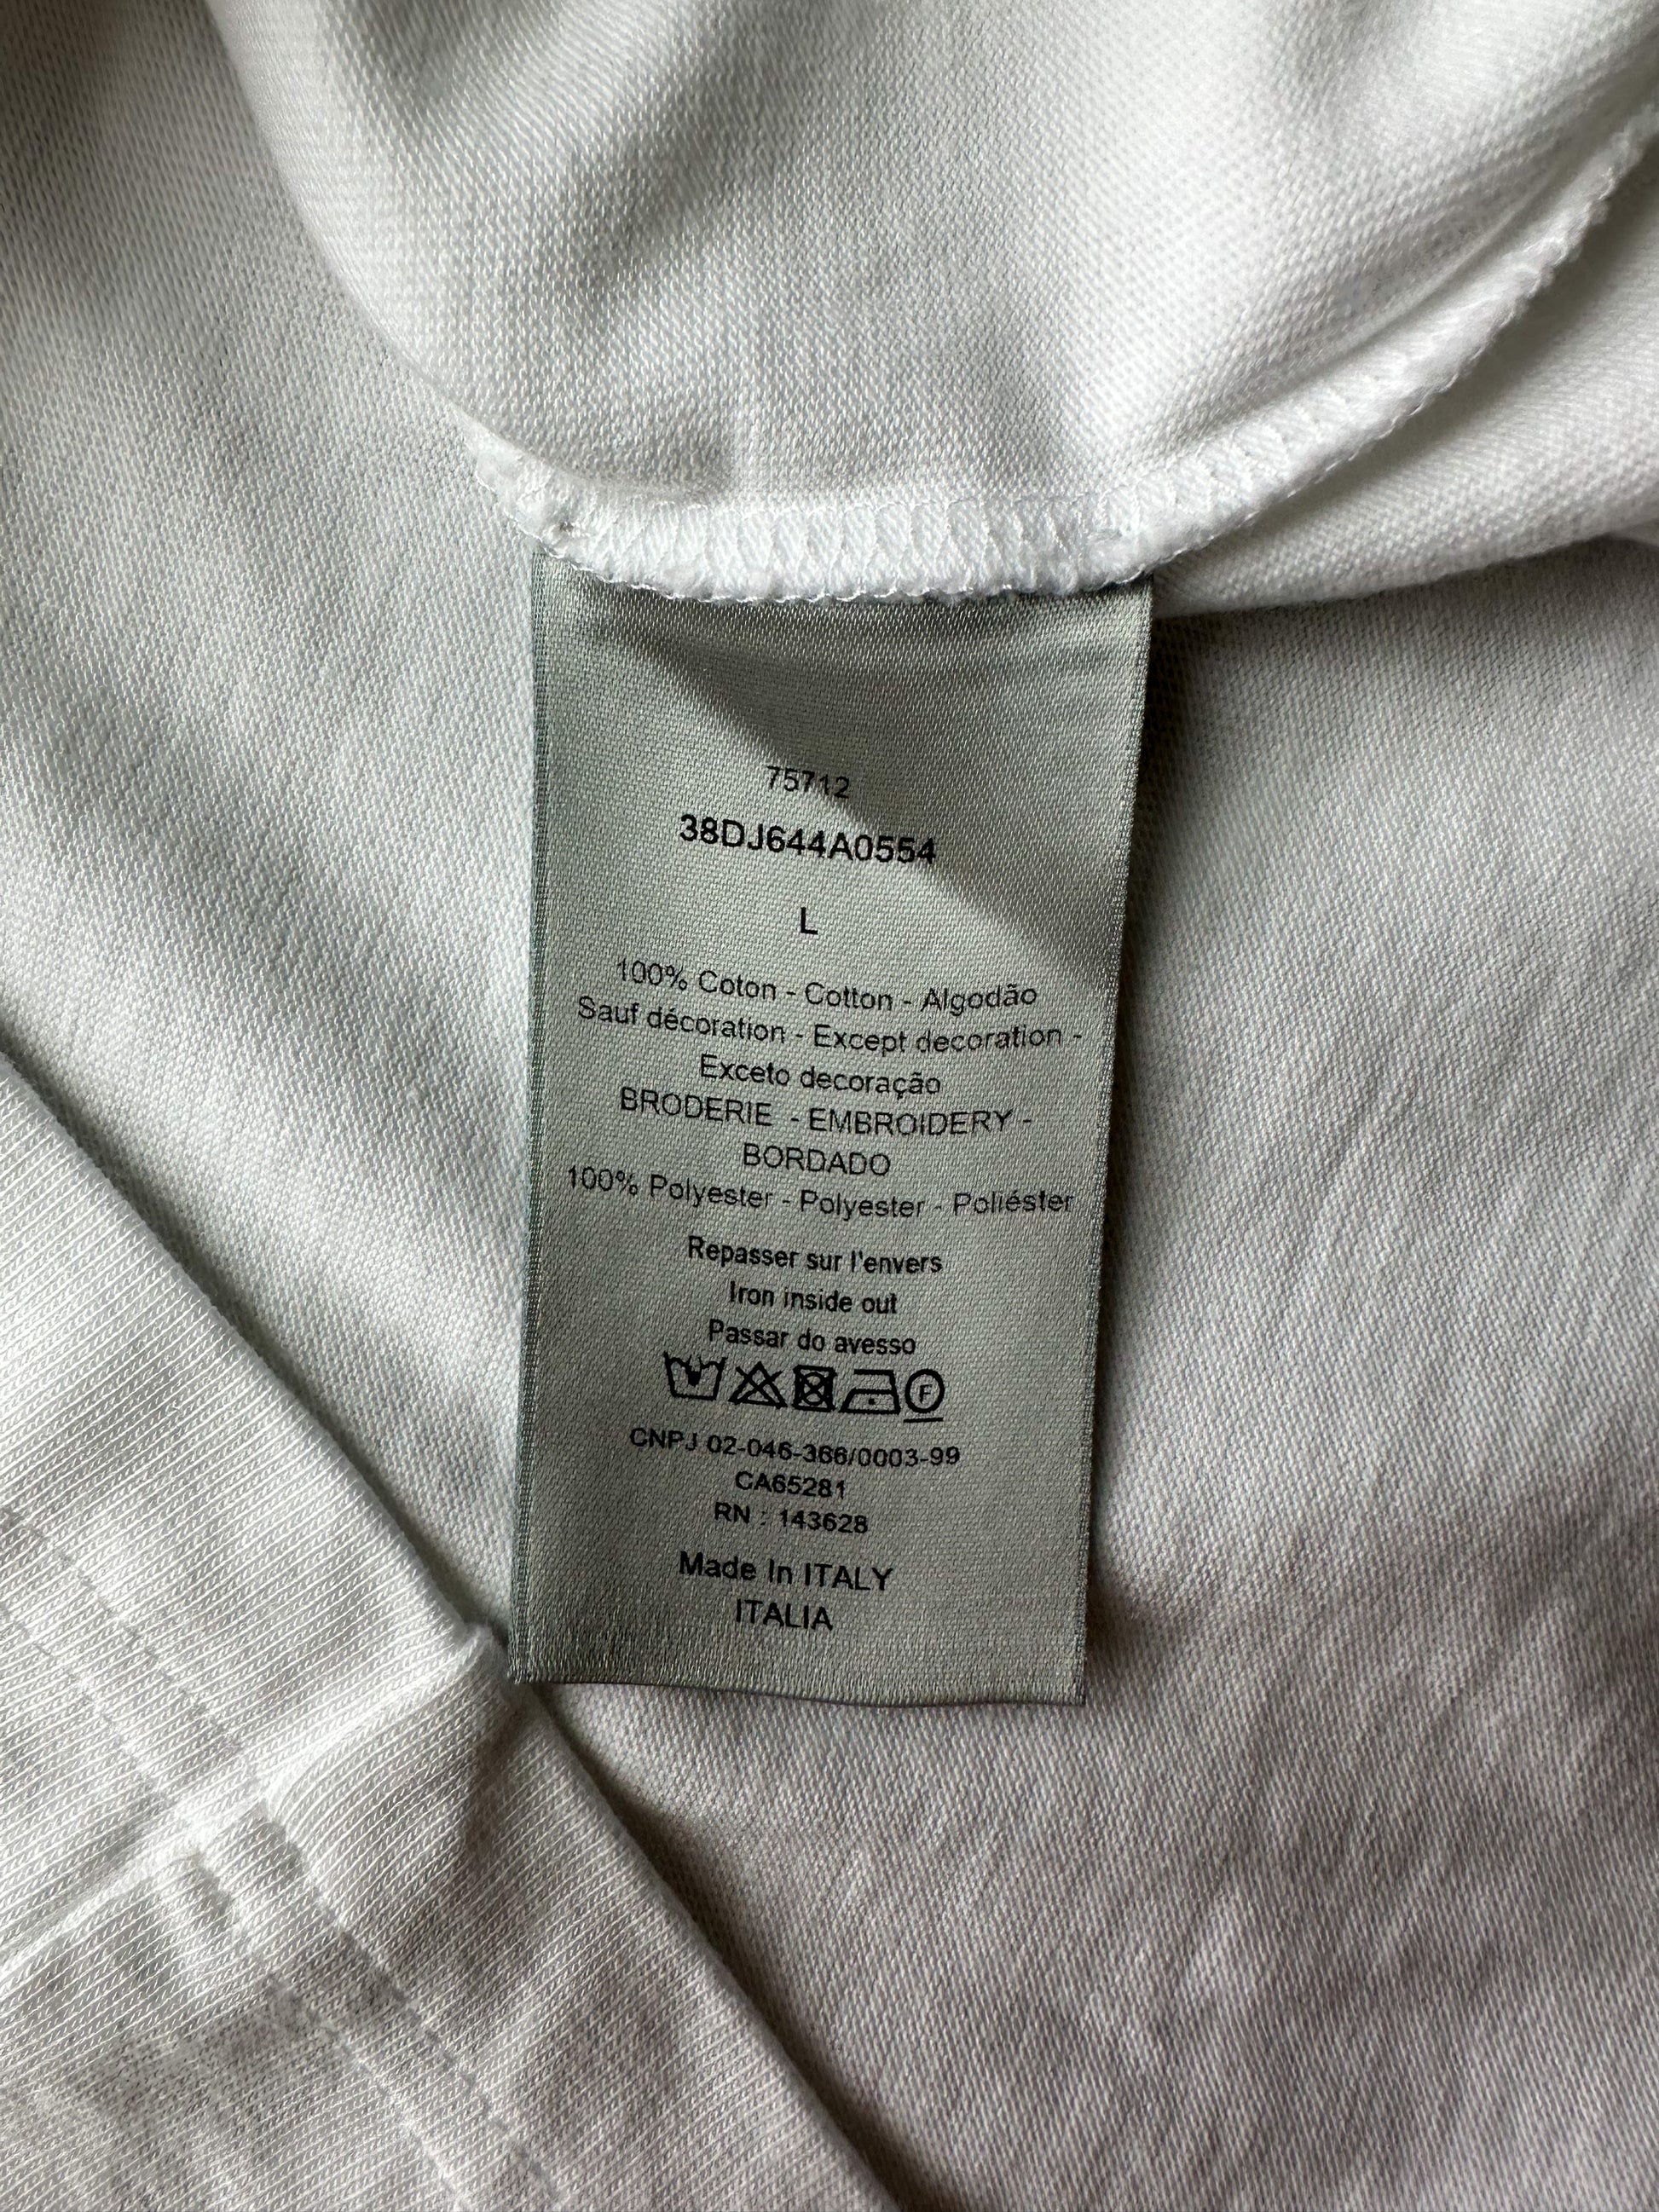 75712
38DJ644A0554
L
100% Coton - Cotton - Algodão
Sauf décoration - Except decoration -
Exceto decoração
BRODERIE - EMBROIDERY -
BORDADO
100% Polyester - Polyester - Poliéster
Repasser sur l'envers
Iron inside out
Passar do avesso
F
CNPJ 02-046-366/0003-99
CA65281
RN : 143628
Made In ITALY
ITALIA